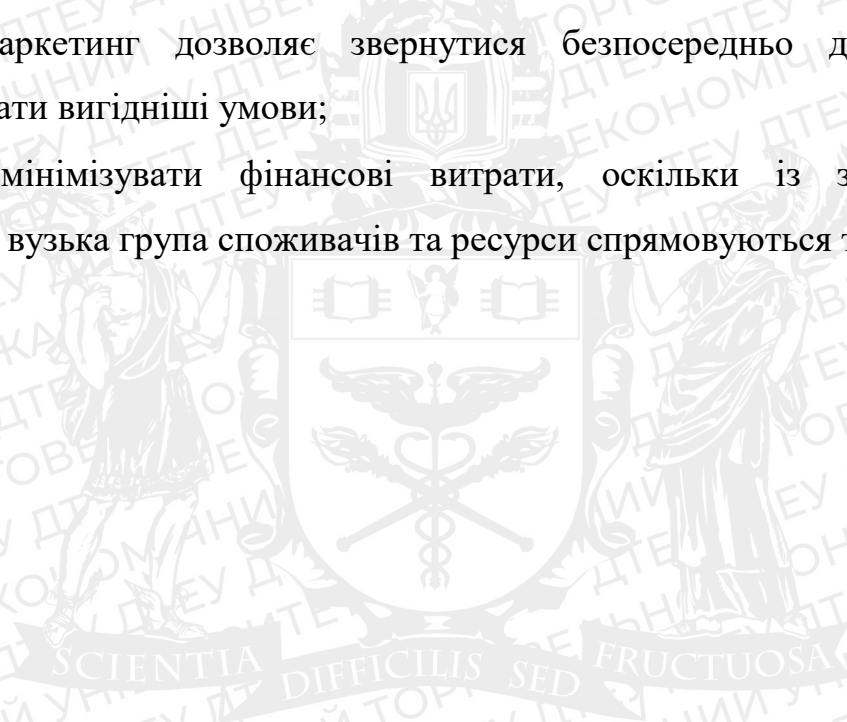 аркетинг дозволяє звернутися безпосередньо д
ати вигідніші умови;
мінімізувати фінансові витрати, оскільки із з
вузька група споживачів та ресурси спрямовуються т
SCIENTIA DIFFICILIS SED FRUCTUOSA